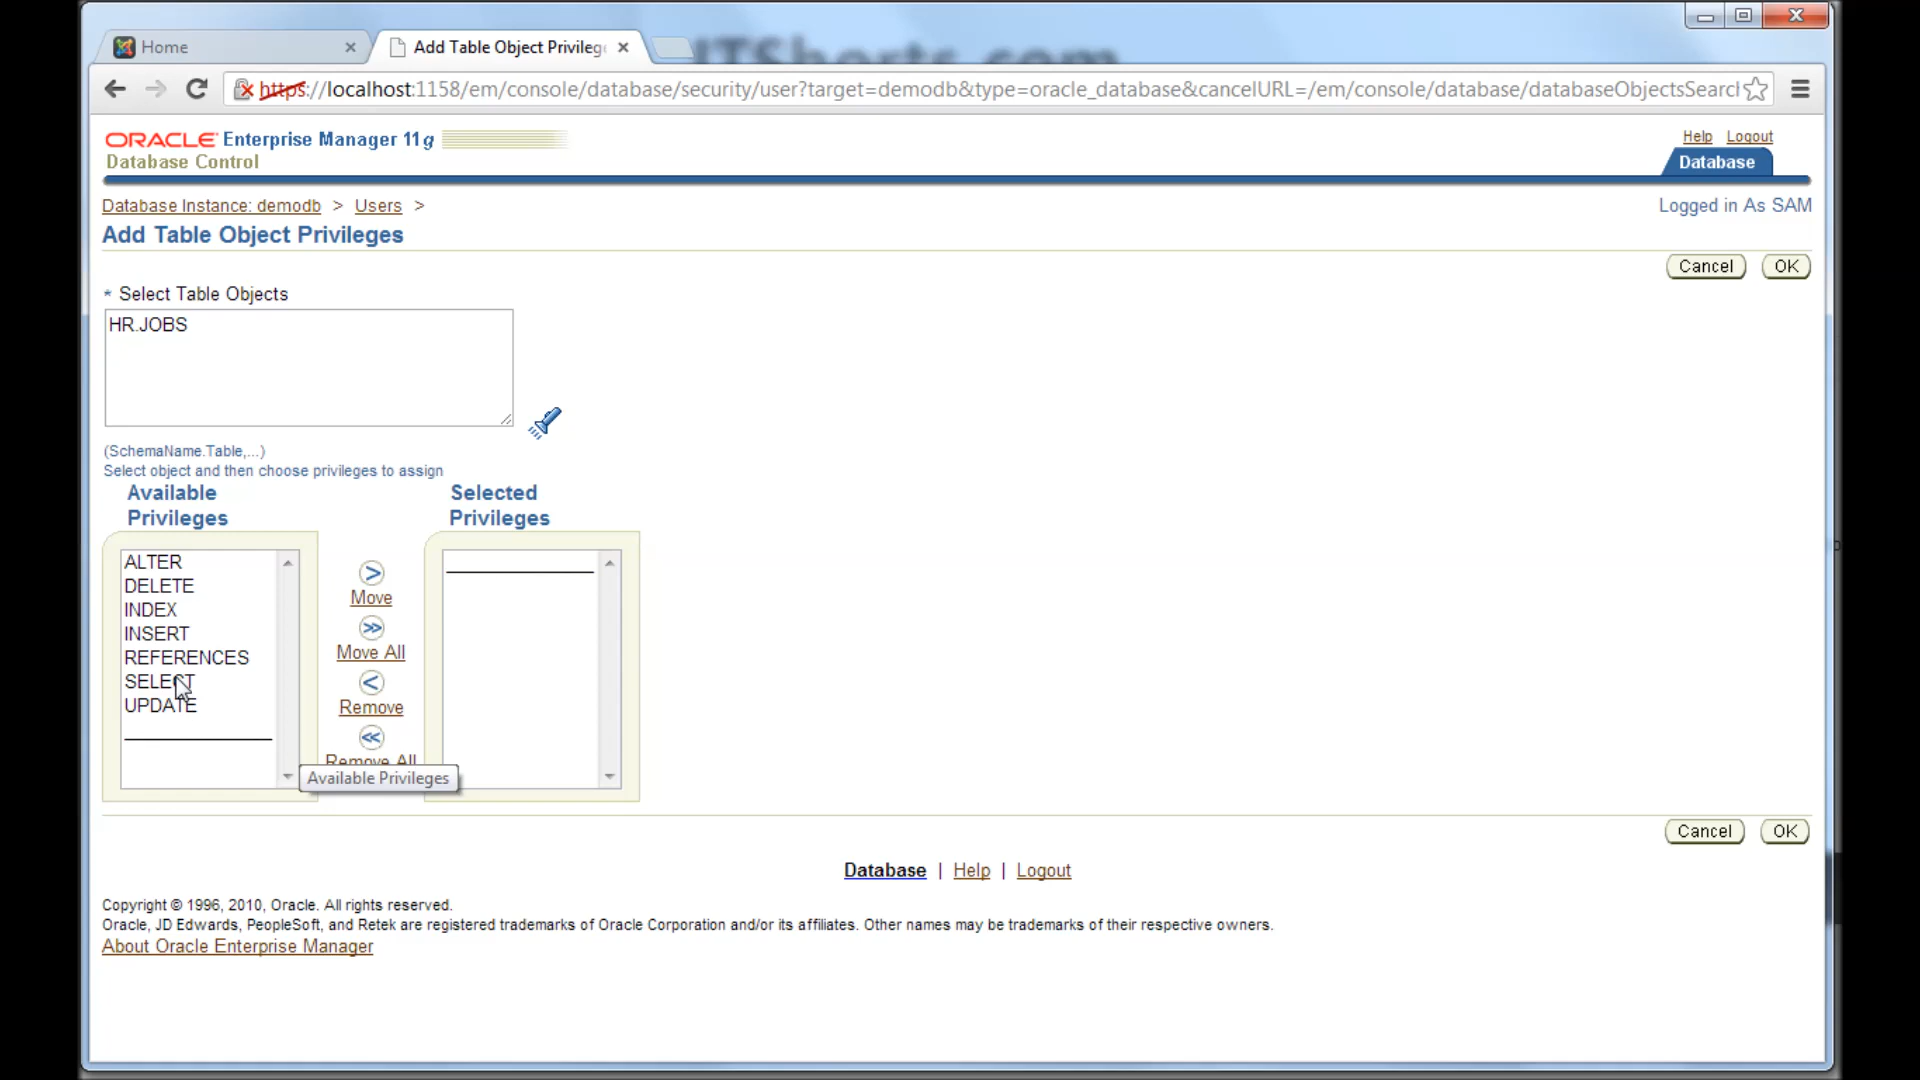 ITShorts.com
Home
Add Table Object Privileg
https://localhost:1158/em/console/database/security/user?target=demodb&type=oracle_database&cancelURL=/em/console/database/databaseObjectsSearch
ORACLE Enterprise Manager 11g
Database Control
Help Logout
Database
Database Instance: demodb > Users >
Logged in As SAM
Add Table Object Privileges
Cancel OK
* Select Table Objects
HR.JOBS
(SchemaName.Table,...)
Select object and then choose privileges to assign
Available Privileges
Selected Privileges
ALTER
DELETE
INDEX
INSERT
REFERENCES
SELECT
UPDATE
Move
Move All
Remove
Remove All
Available Privileges
Cancel OK
Database | Help | Logout
Copyright © 1996, 2010, Oracle. All rights reserved.
Oracle, JD Edwards, PeopleSoft, and Retek are registered trademarks of Oracle Corporation and/or its affiliates. Other names may be trademarks of their respective owners.
About Oracle Enterprise Manager